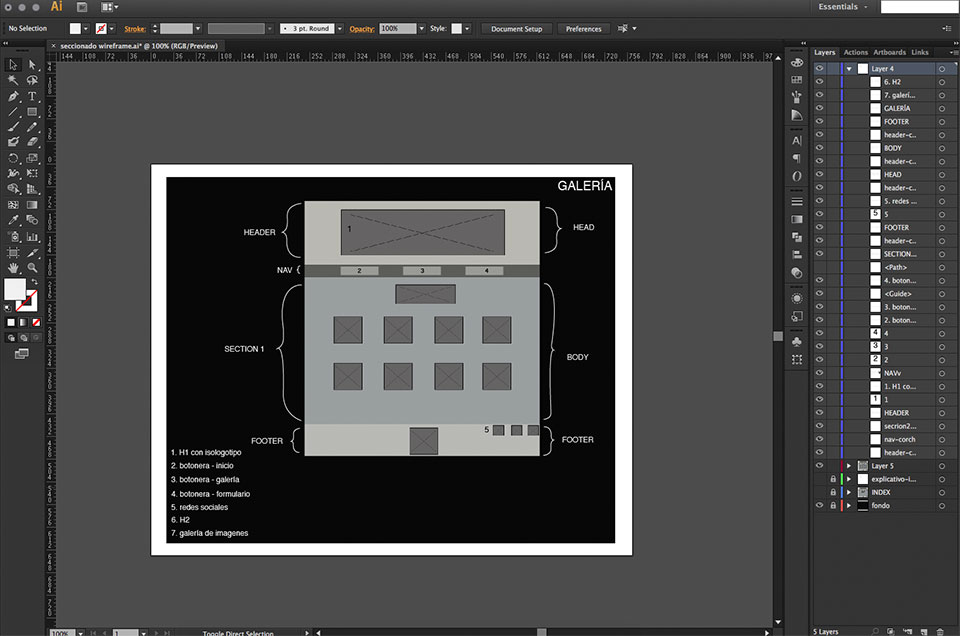 Ai
Essentials
No Selection
Stroke:
3 pt. Round
Opacity: 100%
Style:
Document Setup
Preferences
seccionado wireframe.ai* @ 100% (RGB/Preview)
Layers Actions Artboards Links
144 108 72 36 0 36 72 108 144 180 216 252 288 324 360 396 432 468 504 540 576 612 648 684 720 756 792 828 864 900 936 97
GALERÍA
HEADER
HEAD
1
NAV
2 3 4
SECTION 1
BODY
FOOTER
5
FOOTER
1. H1 con isologotipo
2. botonera - inicio
3. botonera - galería
4. botonera - formulario
5. redes sociales
6. H2
7. galería de imagenes
Layer 4
6. H2
7. galerí...
GALERÍA
FOOTER
header-c...
BODY
header-c...
HEAD
header-c...
5. redes ...
5 5
FOOTER
header-c...
SECTION...
<Path>
4. boton...
<Guide>
3. boton...
2. boton...
4 4
3 3
2 2
NAVv
1. H1 co...
1 1
HEADER
secrion2...
nav-corch
header-c...
Layer 5
explicativo-i...
INDEX
fondo
100%
1
Toggle Direct Selection
5 Layers